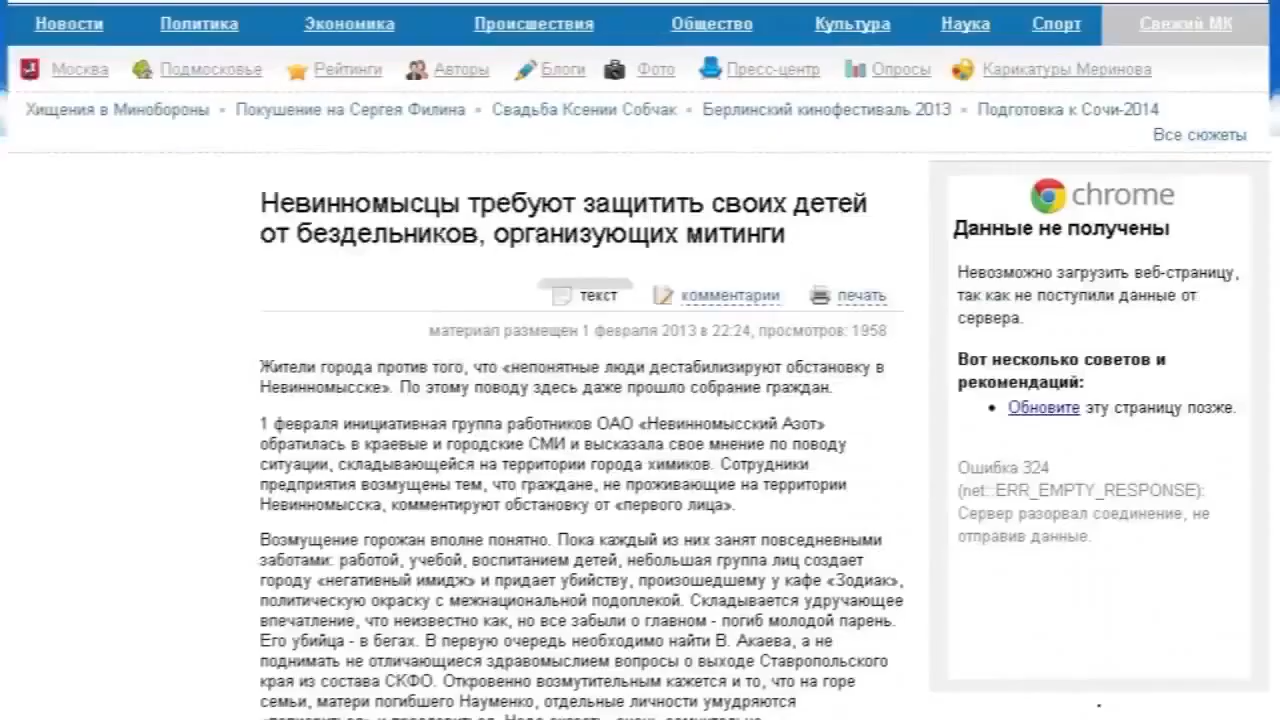 Новости Политика Экономика Происшествия Общество Культура Наука Спорт Свежий МК
Москва Подмосковье Рейтинги Авторы Блоги Фото Пресс-центр Опросы Карикатуры Меринова
Хищения в Минобороны • Покушение на Сергея Филина • Свадьба Ксении Собчак • Берлинский кинофестиваль 2013 • Подготовка к Сочи-2014
Все сюжеты
Невинномысцы требуют защитить своих детей
от бездельников, организующих митинги
текст комментарии печать
материал размещен 1 февраля 2013 в 22:24, просмотров: 1958
Жители города против того, что «непонятные люди дестабилизируют обстановку в
Невинномысске». По этому поводу здесь даже прошло собрание граждан.
1 февраля инициативная группа работников ОАО «Невинномысский Азот»
обратилась в краевые и городские СМИ и высказала свое мнение по поводу
ситуации, складывающейся на территории города химиков. Сотрудники
предприятия возмущены тем, что граждане, не проживающие на территории
Невинномысска, комментируют обстановку от «первого лица».
Возмущение горожан вполне понятно. Пока каждый из них занят повседневными
заботами: работой, учебой, воспитанием детей, небольшая группа лиц создает
городу «негативный имидж» и придает убийству, произошедшему у кафе «Зодиак»,
политическую окраску с межнациональной подоплекой. Складывается удручающее
впечатление, что неизвестно как, но все забыли о главном - погиб молодой парень.
Его убийца - в бегах. В первую очередь необходимо найти В. Акаева, а не
поднимать не отличающиеся здравомыслием вопросы о выходе Ставропольского
края из состава СКФО. Откровенно возмутительным кажется и то, что на горе
семьи, матери погибшего Науменко, отдельные личности умудряются
chrome
Данные не получены
Невозможно загрузить веб-страницу,
так как не поступили данные от
сервера.
Вот несколько советов и
рекомендаций:
• Обновите эту страницу позже.
Ошибка 324
(net::ERR_EMPTY_RESPONSE):
Сервер разорвал соединение, не
отправив данные.